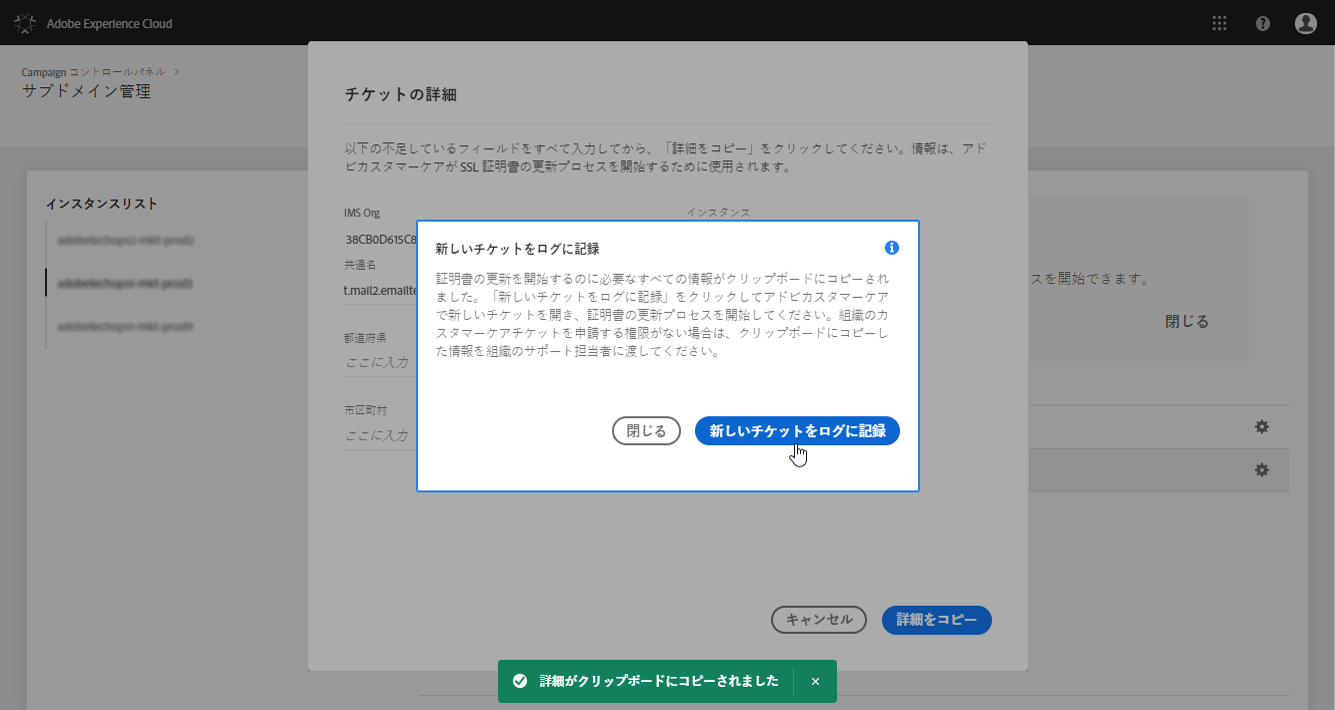 Adobe Experience Cloud
Campaign コントロールパネル
サブドメイン管理
チケットの詳細
以下の不足しているフィールドをすべて入力してから、「詳細をコピー」をクリックしてください。情報は、アド
ビカスタマーケアが SSL 証明書の更新プロセスを開始するために使用されます。
インスタンスリスト
IMS Org
インスタンス
38CB0D615C8
共通名
t.mail2.emailte
都道府県
ここに入力
市区町村
ここに入力
新しいチケットをログに記録
証明書の更新を開始するのに必要なすべての情報がクリップボードにコピーされ
ました。「新しいチケットをログに記録」をクリックしてアドビカスタマーケア
で新しいチケットを開き、証明書の更新プロセスを開始してください。組織のカ
スタマーケアチケットを申請する権限がない場合は、クリップボードにコピーし
た情報を組織のサポート担当者に渡してください。
閉じる
新しいチケットをログに記録
スを開始できます。
閉じる
キャンセル
詳細をコピー
詳細がクリップボードにコピーされました